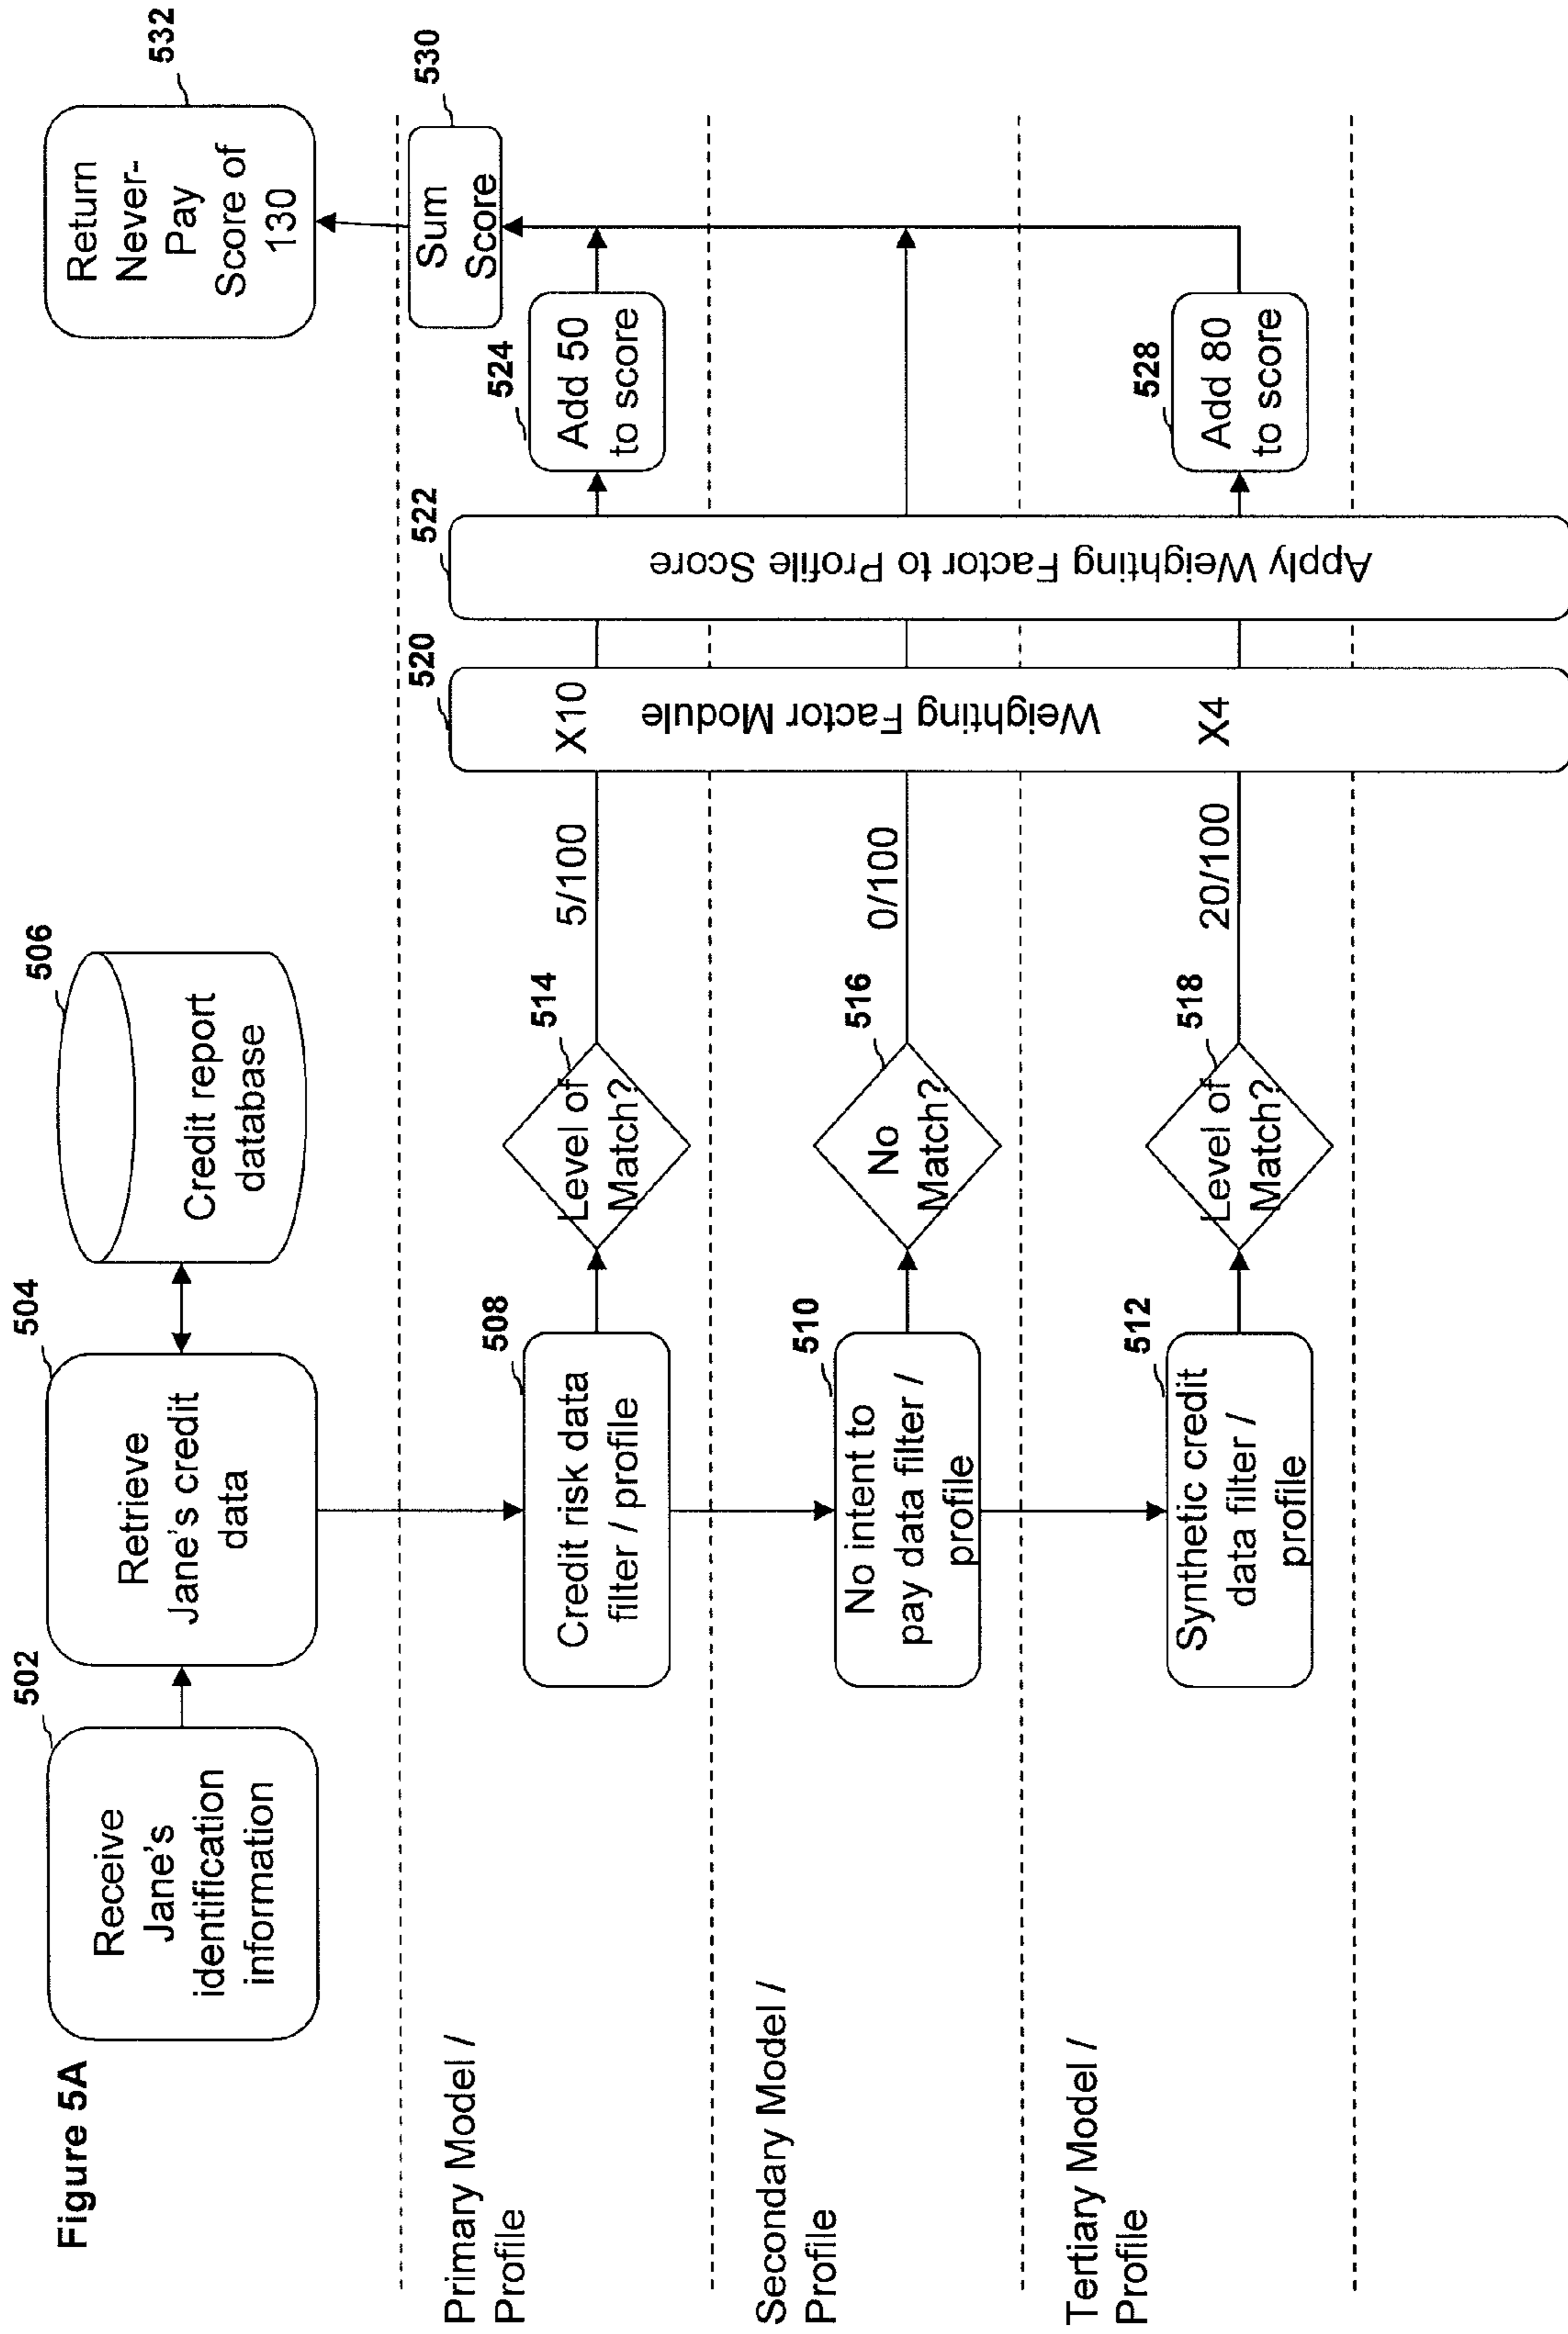 Figure 5A
502
Receive
Jane's
identification
information
504
Retrieve
Jane's credit
data
506
Credit report
database
532
Return
Never-
Pay
Score of
130
530
Sum
Score
Primary Model /
Profile
508
Credit risk data
filter / profile
514
Level of
Match?
5/100
520
X10
Weighting Factor Module
X4
522
Apply Weighting Factor to Profile Score
524
Add 50
to score
Secondary Model /
Profile
510
No intent to
pay data filter /
profile
516
No
Match?
0/100
Tertiary Model /
Profile
512
Synthetic credit
data filter /
profile
518
Level of
Match?
20/100
528
Add 80
to score